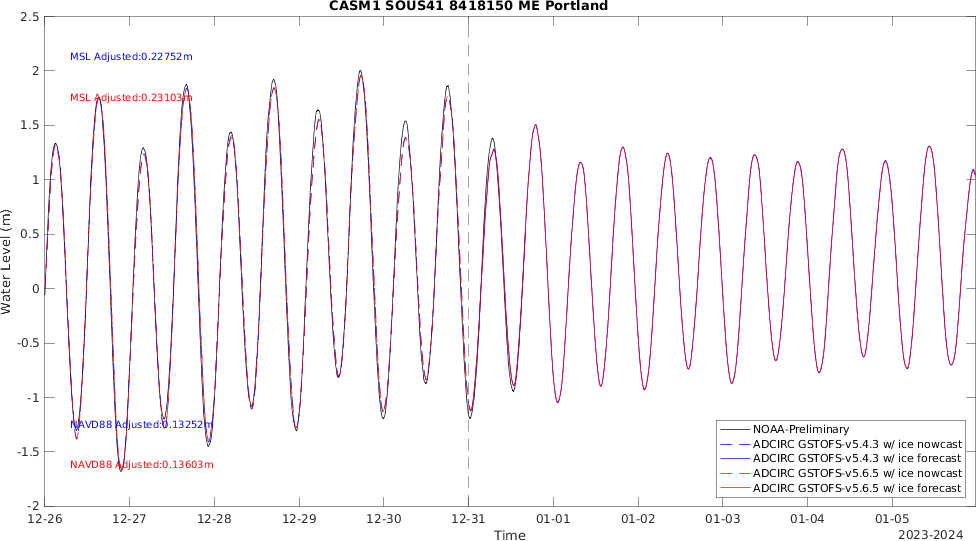 CASM1 SOUS41 8418150 ME Portland
2.5
2
1.5
1
0.5
0
-0.5
-1
-1.5
-2
Water Level (m)
MSL Adjusted:0.22752m
MSL Adjusted:0.23103m
NAVD88 Adjusted:0.13252m
NAVD88 Adjusted:0.13603m
NOAA-Preliminary
ADCIRC GSTOFS-v5.4.3 w/ ice nowcast
ADCIRC GSTOFS-v5.4.3 w/ ice forecast
ADCIRC GSTOFS-v5.6.5 w/ ice nowcast
ADCIRC GSTOFS-v5.6.5 w/ ice forecast
12-26 12-27 12-28 12-29 12-30 12-31 01-01 01-02 01-03 01-04 01-05
Time
2023-2024